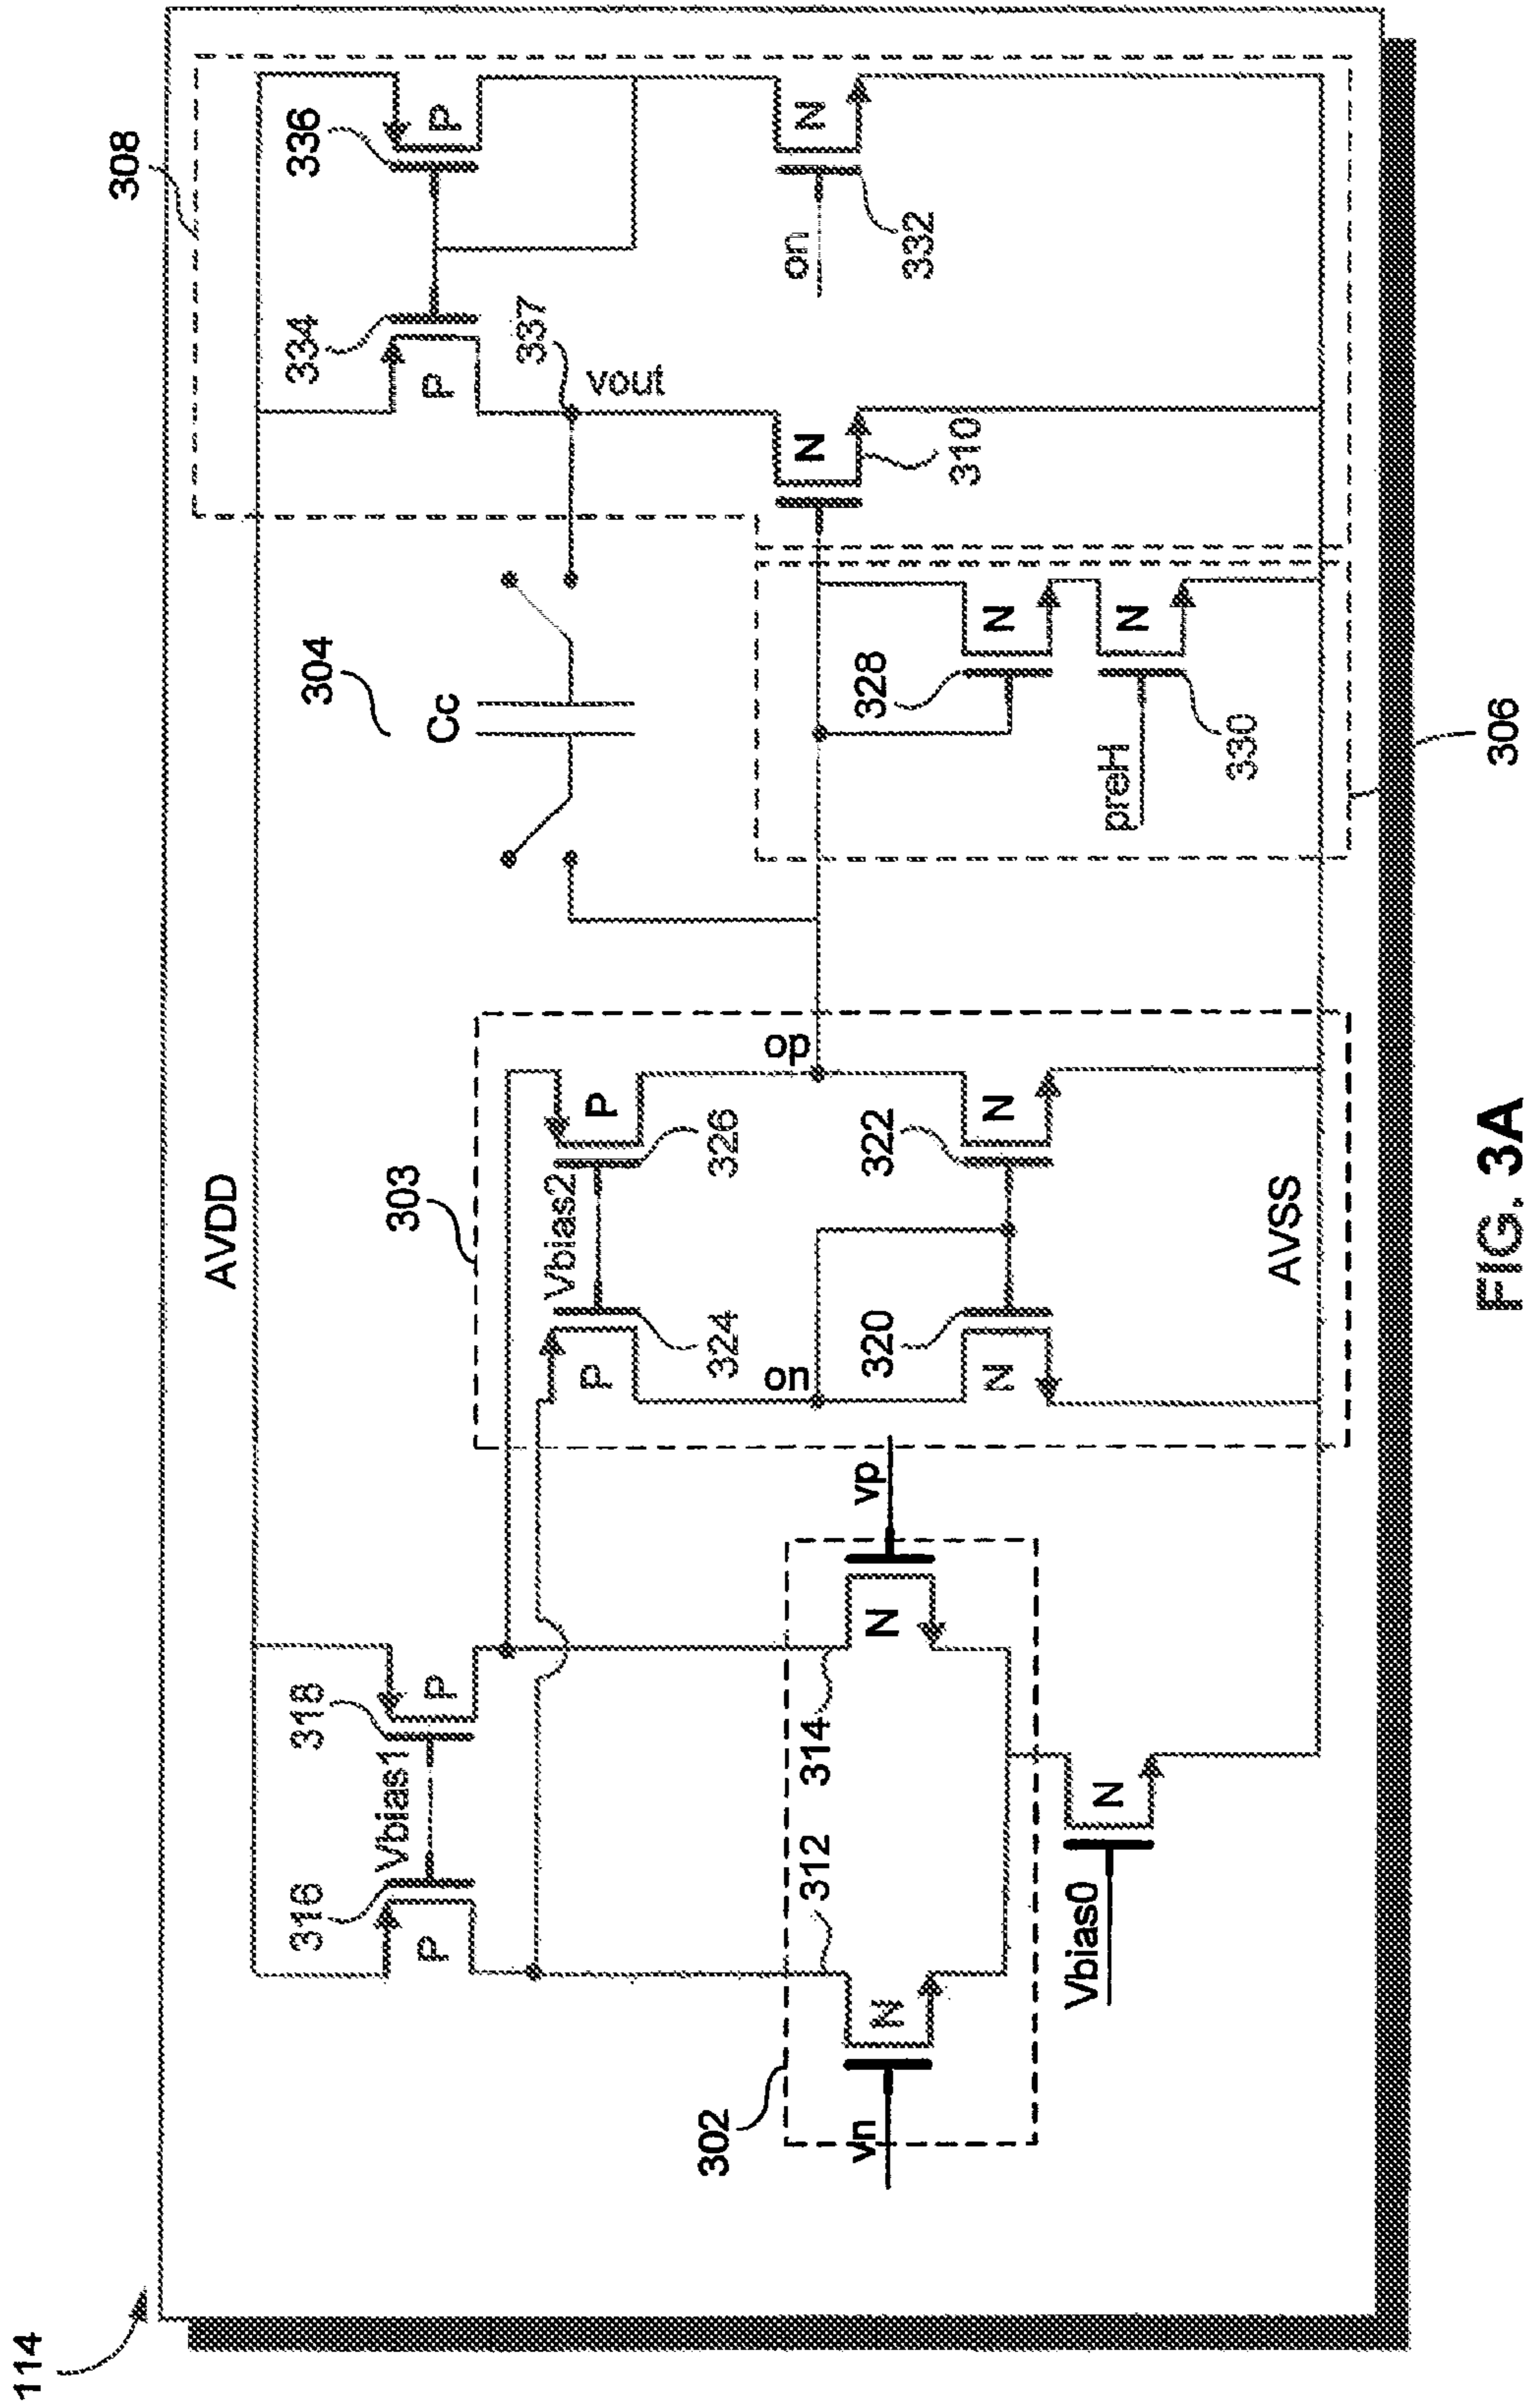 114
308
AVDD
316
Vbias1
318
P
P
303
304
Cc
334
336
P
P
337
vout
Vbias2
324
326
P
P
on
op
302
vn
312
314
N
N
vp
320
322
N
N
328
N
preH
330
N
N
310
on
N
332
Vbias0
N
AVSS
306
FIG. 3A